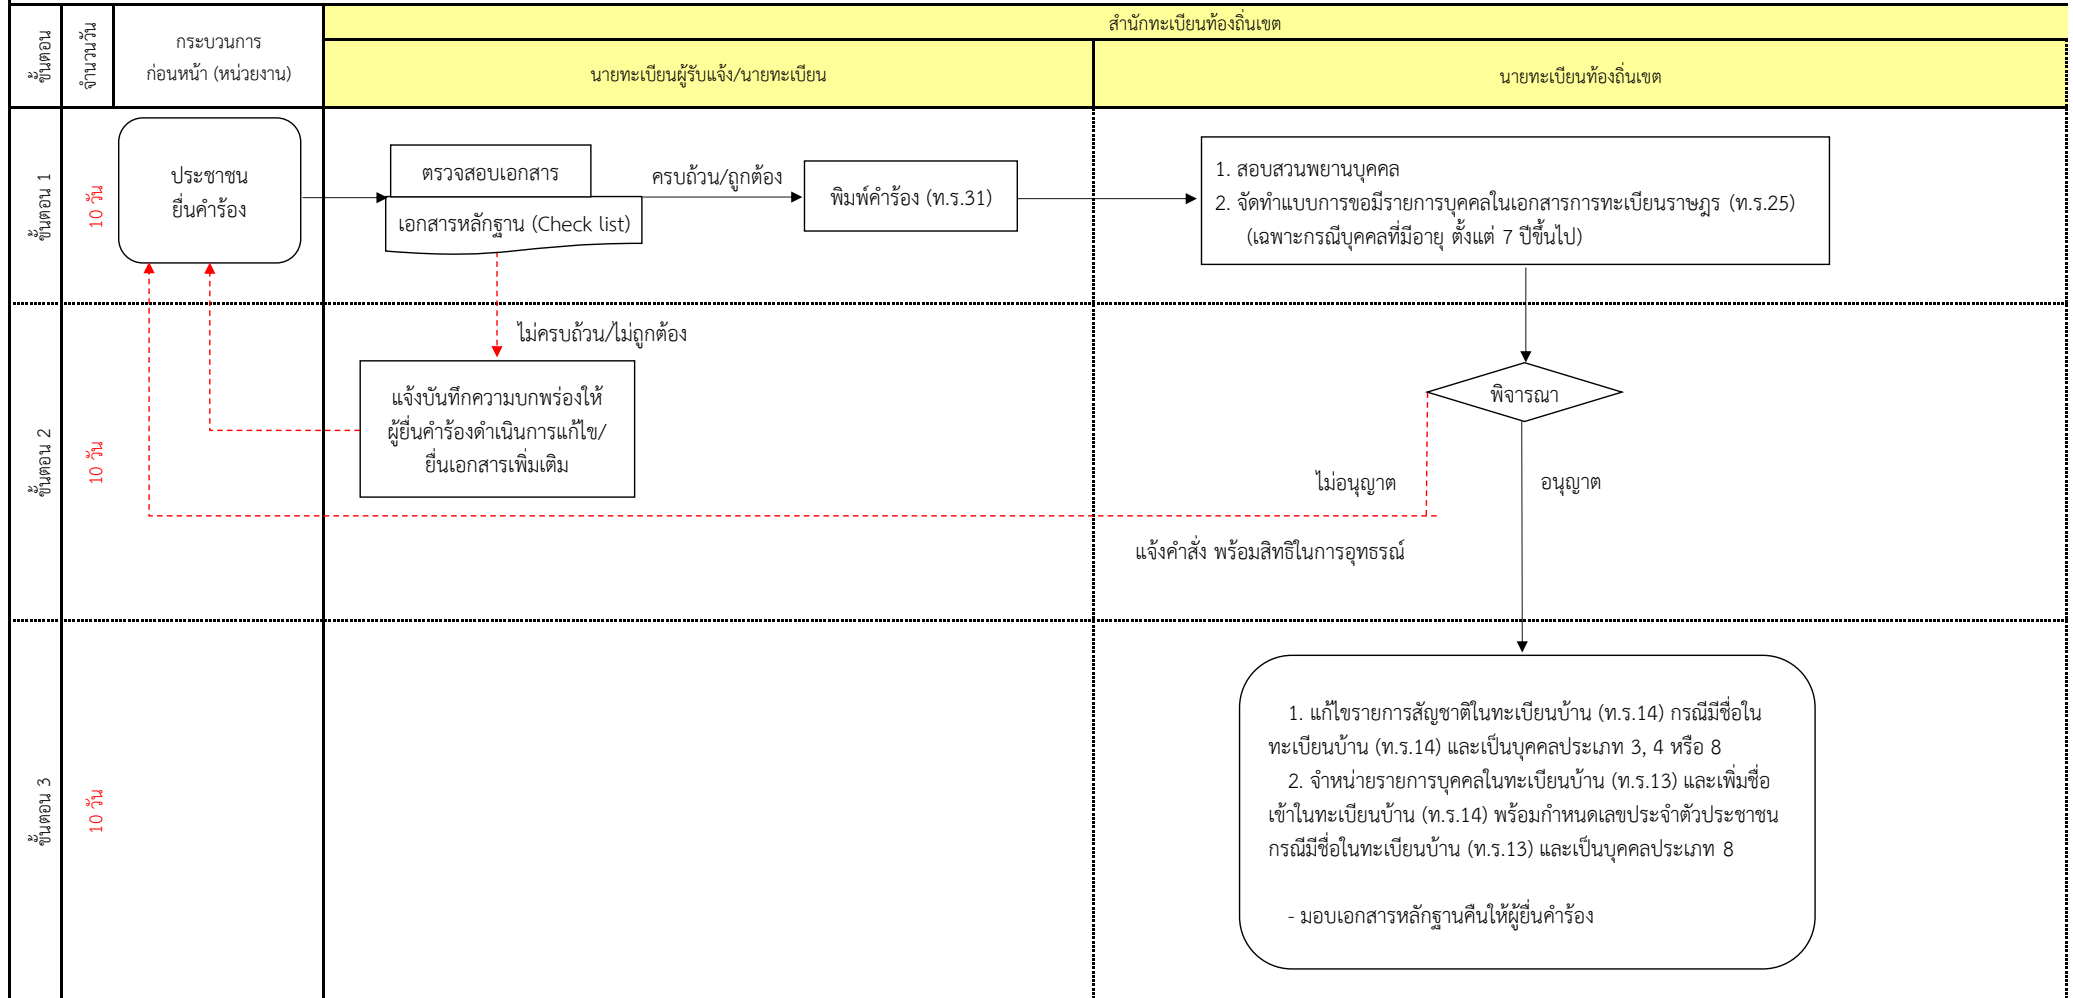 สำนักทะเบียนท้องถิ่นเขต
ขั้นตอน
จำนวนวัน
กระบวนการ
ก่อนหน้า (หน่วยงาน)
นายทะเบียนผู้รับแจ้ง/นายทะเบียน
นายทะเบียนท้องถิ่นเขต
ขั้นตอน 1
10 วัน
ประชาชน
ยื่นคำร้อง
ตรวจสอบเอกสาร
เอกสารหลักฐาน (Check list)
ครบถ้วน/ถูกต้อง
พิมพ์คำร้อง (ท.ร.31)
1. สอบสวนพยานบุคคล
2. จัดทำแบบการขอมีรายการบุคคลในเอกสารการทะเบียนราษฎร (ท.ร.25)
(เฉพาะกรณีบุคคลที่มีอายุ ตั้งแต่ 7 ปีขึ้นไป)
ขั้นตอน 2
10 วัน
ไม่ครบถ้วน/ไม่ถูกต้อง
แจ้งบันทึกความบกพร่องให้
ผู้ยื่นคำร้องดำเนินการแก้ไข/
ยื่นเอกสารเพิ่มเติม
พิจารณา
ไม่อนุญาต
อนุญาต
แจ้งคำสั่ง พร้อมสิทธิในการอุทธรณ์
ขั้นตอน 3
10 วัน
1. แก้ไขรายการสัญชาติในทะเบียนบ้าน (ท.ร.14) กรณีมีชื่อใน
ทะเบียนบ้าน (ท.ร.14) และเป็นบุคคลประเภท 3, 4 หรือ 8
2. จำหน่ายรายการบุคคลในทะเบียนบ้าน (ท.ร.13) และเพิ่มชื่อ
เข้าในทะเบียนบ้าน (ท.ร.14) พร้อมกำหนดเลขประจำตัวประชาชน
กรณีมีชื่อในทะเบียนบ้าน (ท.ร.13) และเป็นบุคคลประเภท 8
- มอบเอกสารหลักฐานคืนให้ผู้ยื่นคำร้อง